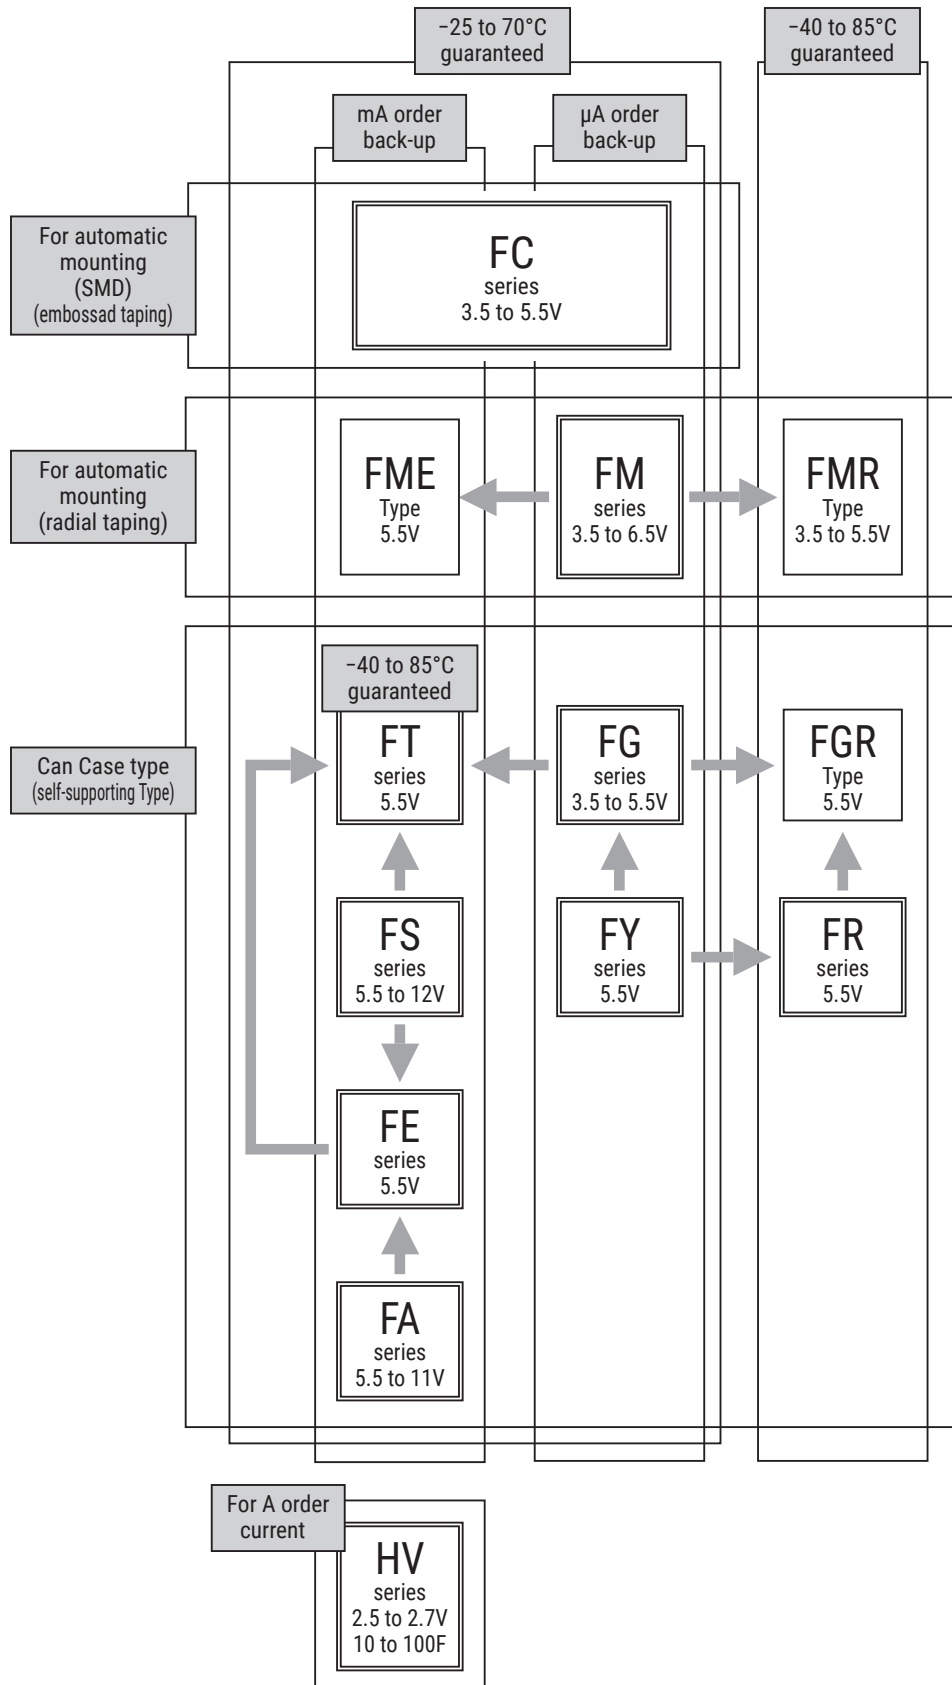 −25 to 70°C
guaranteed
−40 to 85°C
guaranteed
mA order
back-up
µA order
back-up
For automatic
mounting
(SMD)
(embossad taping)
FC
series
3.5 to 5.5V
For automatic
mounting
(radial taping)
FME
Type
5.5V
FM
series
3.5 to 6.5V
FMR
Type
3.5 to 5.5V
Can Case type
(self-supporting Type)
−40 to 85°C
guaranteed
FT
series
5.5V
FG
series
3.5 to 5.5V
FGR
Type
5.5V
FS
series
5.5 to 12V
FY
series
5.5V
FR
series
5.5V
FE
series
5.5V
FA
series
5.5 to 11V
For A order
current
HV
series
2.5 to 2.7V
10 to 100F